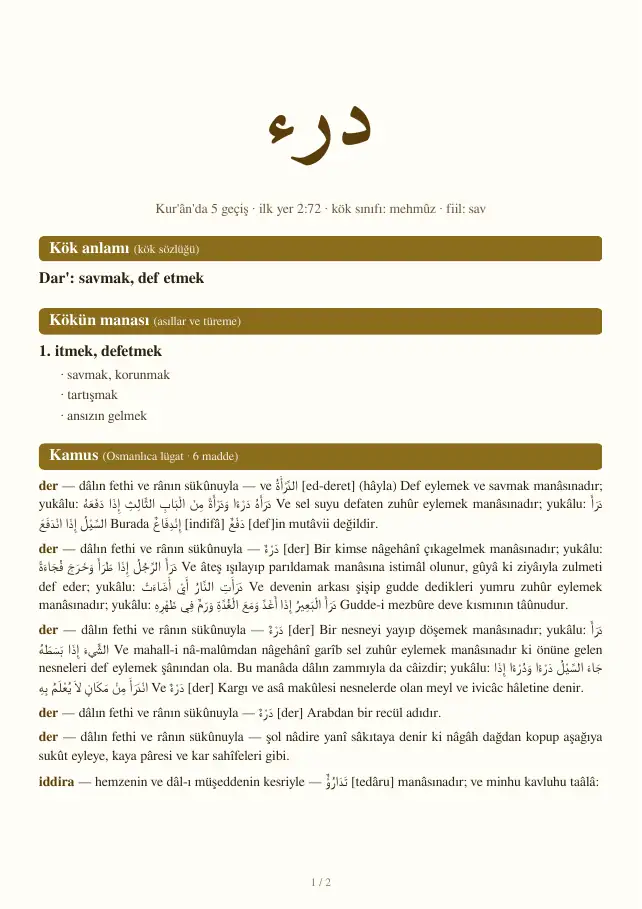 درء
Kur'ân'da 5 geçiş · ilk yer 2:72 · kök sınıfı: mehmûz · fiil: sav
Kök anlamı (kök sözlüğü)
Dar': savmak, def etmek
Kökün manası (asıllar ve türeme)
1. itmek, defetmek
· savmak, korunmak
· tartışmak
· ansızın gelmek
Kamus (Osmanlıca lügat · 6 madde)
der — dâlın fethi ve rânın sükûnuyla — ve الدَّرْأَةُ [ed-deret] (hâyla) Def eylemek ve savmak manâsınadır;
yukâlu: دَرَأَهُ دَرْءًا وَدَرْأَةً مِنَ الْبَابِ الثَّالِثِ إِذَا دَفَعَهُ Ve sel suyu defaten zuhûr eylemek manâsınadır; yukâlu: دَرَأَ
السَّيْلُ إِذَا انْدَفَعَ Burada إِنْدِفَاعٌ [indifâ] دَفْعٌ [def]in mutâvii değildir.
der — dâlın fethi ve rânın sükûnuyla — دَرْءٌ [der] Bir kimse nâgehânî çıkagelmek manâsınadır; yukâlu:
دَرَأَ الرَّجُلُ إِذَا طَرَأَ وَخَرَجَ فُجَاءَةً Ve âteş ışılayıp parıldamak manâsına istimâl olunur, gûyâ ki ziyâyıla zulmeti
def eder; yukâlu: دَرَأَتِ النَّارُ أَيْ أَضَاءَتْ Ve devenin arkası şişip gudde dedikleri yumru zuhûr eylemek
manâsınadır; yukâlu: دَرَأَ الْبَعِيرُ إِذَا أَغَدَّ وَمَعَ الْغُدَّةِ وَرَمٌ فِي ظَهْرِهِ Gudde-i mezbûre deve kısmının tâûnudur.
der — dâlın fethi ve rânın sükûnuyla — دَرْءٌ [der] Bir nesneyi yayıp döşemek manâsınadır; yukâlu: دَرَأَ
الشَّيْءَ إِذَا بَسَطَهُ Ve mahall-i nâ-malûmdan nâgehânî garîb sel zuhûr eylemek manâsınadır ki önüne gelen
nesneleri def eylemek şânından ola. Bu manâda dâlın zammıyla da câizdir; yukâlu: جَاءَ السَّيْلُ دَرْءًا وَدُرْءًا إِذَا
انْدَرَأَ مِنْ مَكَانٍ لاَ يُعْلَمُ بِهِ Ve دَرْءٌ [der] Kargı ve asâ makûlesi nesnelerde olan meyl ve ivicâc hâletine denir.
der — dâlın fethi ve rânın sükûnuyla — دَرْءٌ [der] Arabdan bir recül adıdır.
der — dâlın fethi ve rânın sükûnuyla — şol nâdire yanî sâkıtaya denir ki nâgâh dağdan kopup aşağıya
sukût eyleye, kaya pâresi ve kar sahîfeleri gibi.
iddira — hemzenin ve dâl-ı müşeddenin kesriyle — تَدَارُؤٌ [tedâru] manâsınadır; ve minhu kavluhu taâlâ:
1 / 2